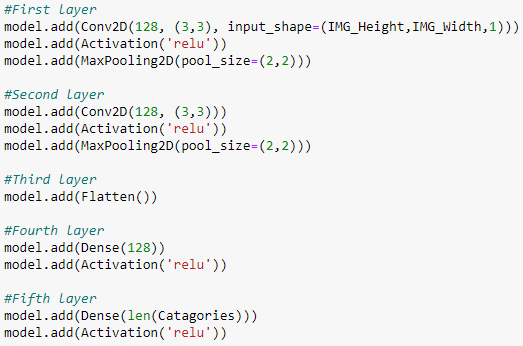 #First layer
model.add(Conv2D(128, (3,3), input_shape=(IMG_Height,IMG_Width,1)))
model.add(Activation('relu'))
model.add(MaxPooling2D(pool_size=(2,2)))
#Second layer
model.add(Conv2D(128, (3,3)))
model.add(Activation('relu'))
model.add(MaxPooling2D(pool_size=(2,2)))
#Third layer
model.add(Flatten())
#Fourth layer
model.add(Dense(128))
model.add(Activation('relu'))
#Fifth layer
model.add(Dense(len(Catagories)))
model.add(Activation('relu'))